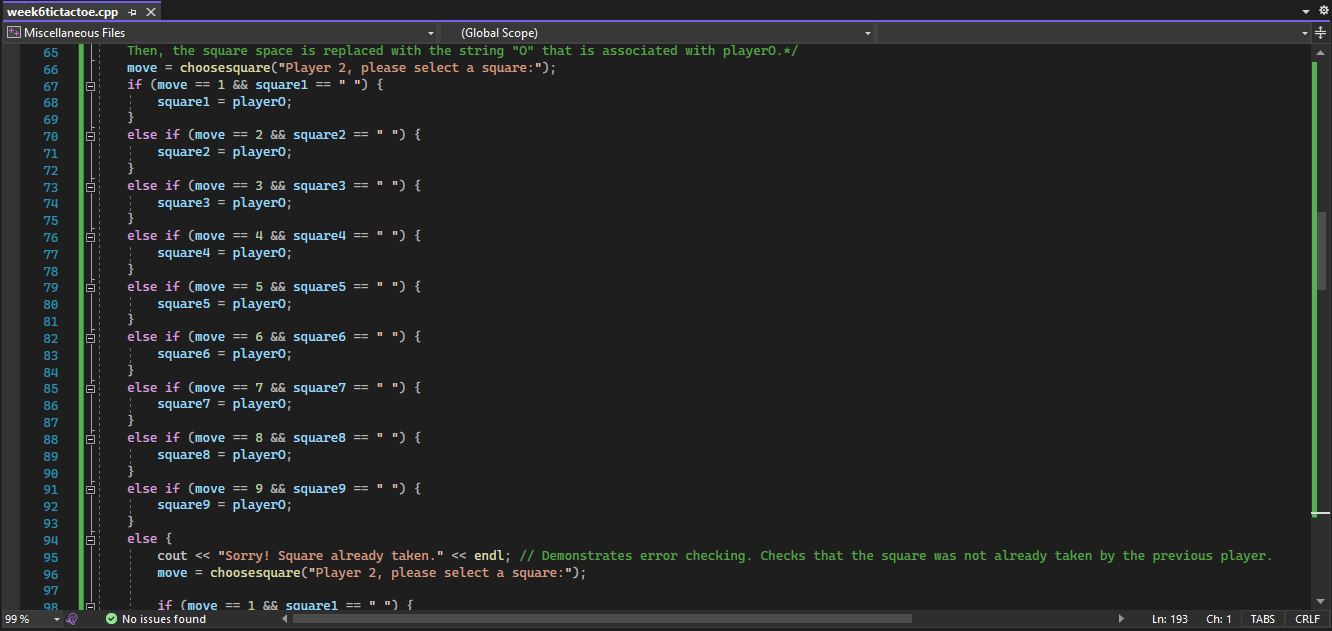 week6tictactoe.cpp
Miscellaneous Files (Global Scope)
65 Then, the square space is replaced with the string "O" that is associated with playerO.*/
66 move = choosesquare("Player 2, please select a square:");
67 if (move == 1 && square1 == " ") {
68 square1 = playerO;
69 }
70 else if (move == 2 && square2 == " ") {
71 square2 = playerO;
72 }
73 else if (move == 3 && square3 == " ") {
74 square3 = playerO;
75 }
76 else if (move == 4 && square4 == " ") {
77 square4 = playerO;
78 }
79 else if (move == 5 && square5 == " ") {
80 square5 = playerO;
81 }
82 else if (move == 6 && square6 == " ") {
83 square6 = playerO;
84 }
85 else if (move == 7 && square7 == " ") {
86 square7 = playerO;
87 }
88 else if (move == 8 && square8 == " ") {
89 square8 = playerO;
90 }
91 else if (move == 9 && square9 == " ") {
92 square9 = playerO;
93 }
94 else {
95 cout << "Sorry! Square already taken." << endl; // Demonstrates error checking. Checks that the square was not already taken by the previous player.
96 move = choosesquare("Player 2, please select a square:");
97
98 if (move == 1 && square1 == " ") {
99 % No issues found Ln: 193 Ch: 1 TABS CRLF